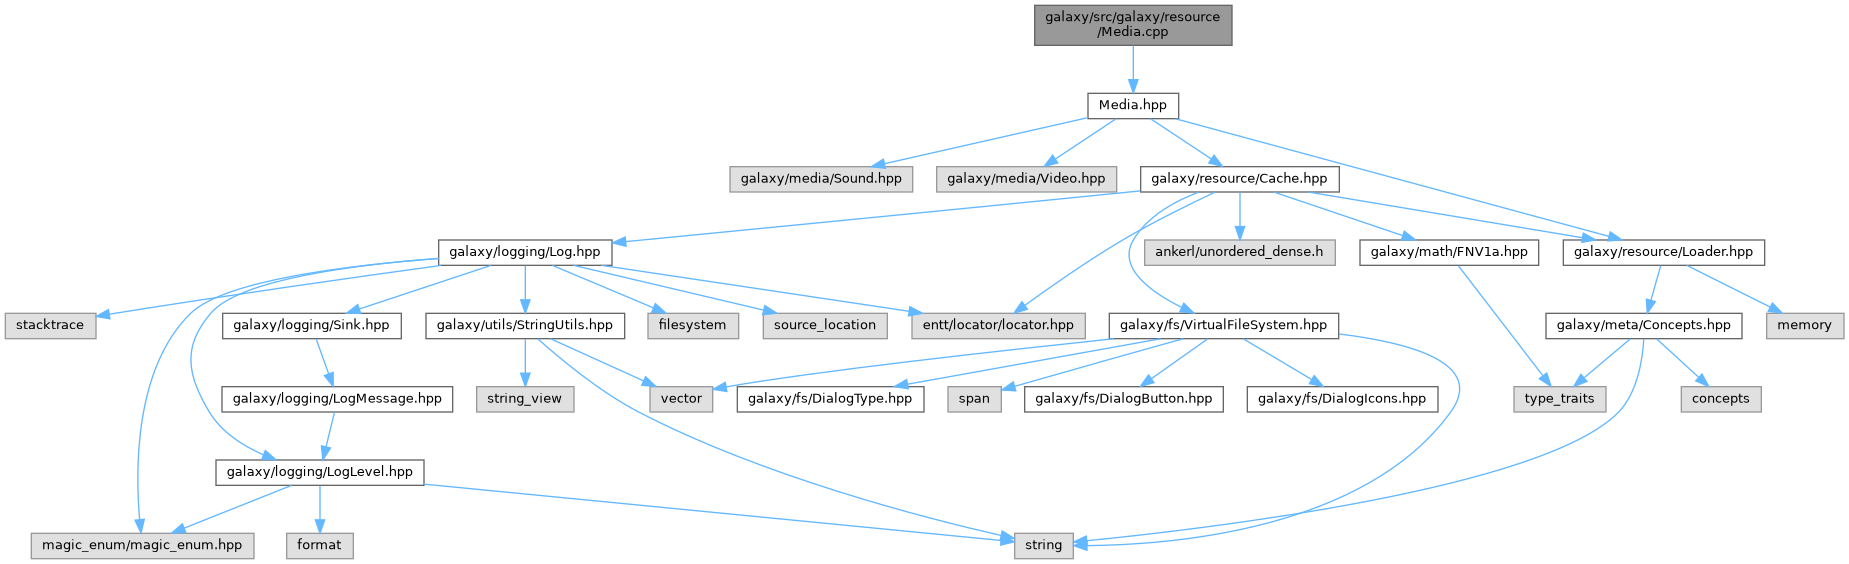 galaxy/src/galaxy/resource
/Media.cpp
Media.hpp
galaxy/media/Sound.hpp
galaxy/media/Video.hpp
galaxy/resource/Cache.hpp
galaxy/logging/Log.hpp
ankerl/unordered_dense.h
galaxy/math/FNV1a.hpp
galaxy/resource/Loader.hpp
stacktrace
galaxy/logging/Sink.hpp
galaxy/utils/StringUtils.hpp
filesystem
source_location
entt/locator/locator.hpp
galaxy/fs/VirtualFileSystem.hpp
galaxy/meta/Concepts.hpp
memory
galaxy/logging/LogMessage.hpp
string_view
vector
galaxy/fs/DialogType.hpp
span
galaxy/fs/DialogButton.hpp
galaxy/fs/DialogIcons.hpp
type_traits
concepts
galaxy/logging/LogLevel.hpp
magic_enum/magic_enum.hpp
format
string